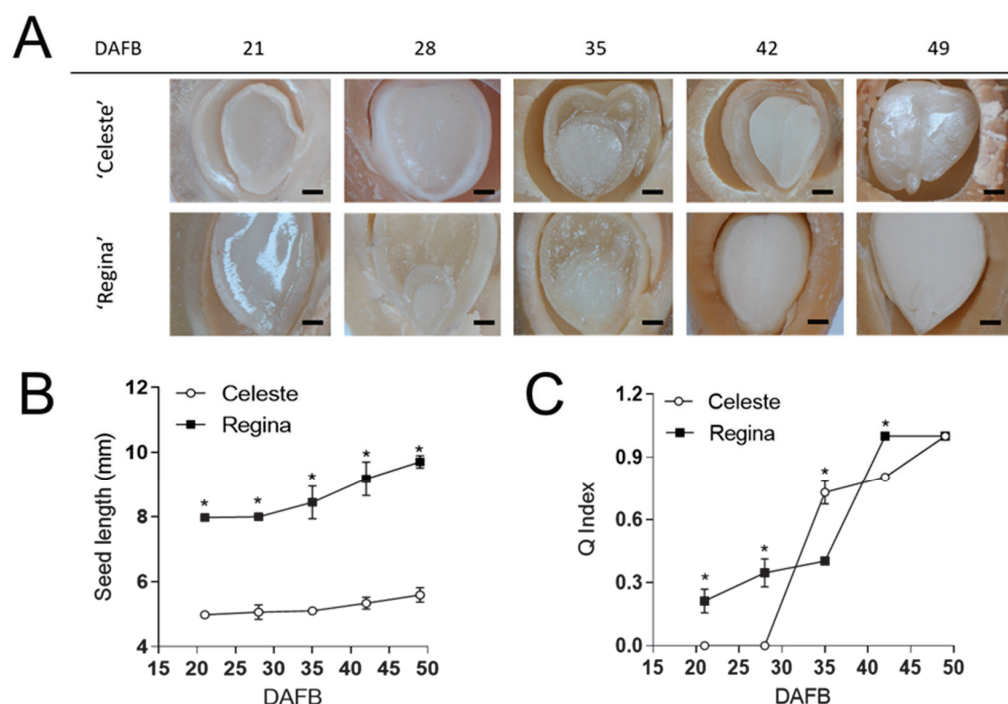 A
DAFB 21 28 35 42 49
‘Celeste’
‘Regina’
B
Celeste
Regina
12
10
8
6
4
Seed length (mm)
* * * * *
15 20 25 30 35 40 45 50
DAFB
C
Celeste
Regina
1.2
0.9
0.6
0.3
0.0
Q Index
* * * *
15 20 25 30 35 40 45 50
DAFB